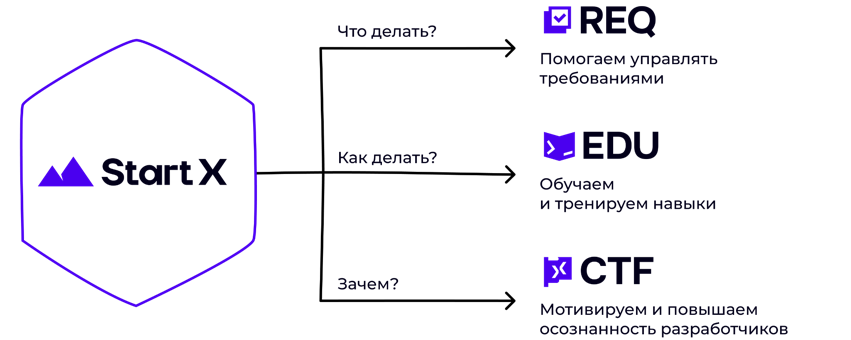 Start X
Что делать?
REQ
Помогаем управлять
требованиями
Как делать?
EDU
Обучаем
и тренируем навыки
Зачем?
CTF
Мотивируем и повышаем
осознанность разработчиков